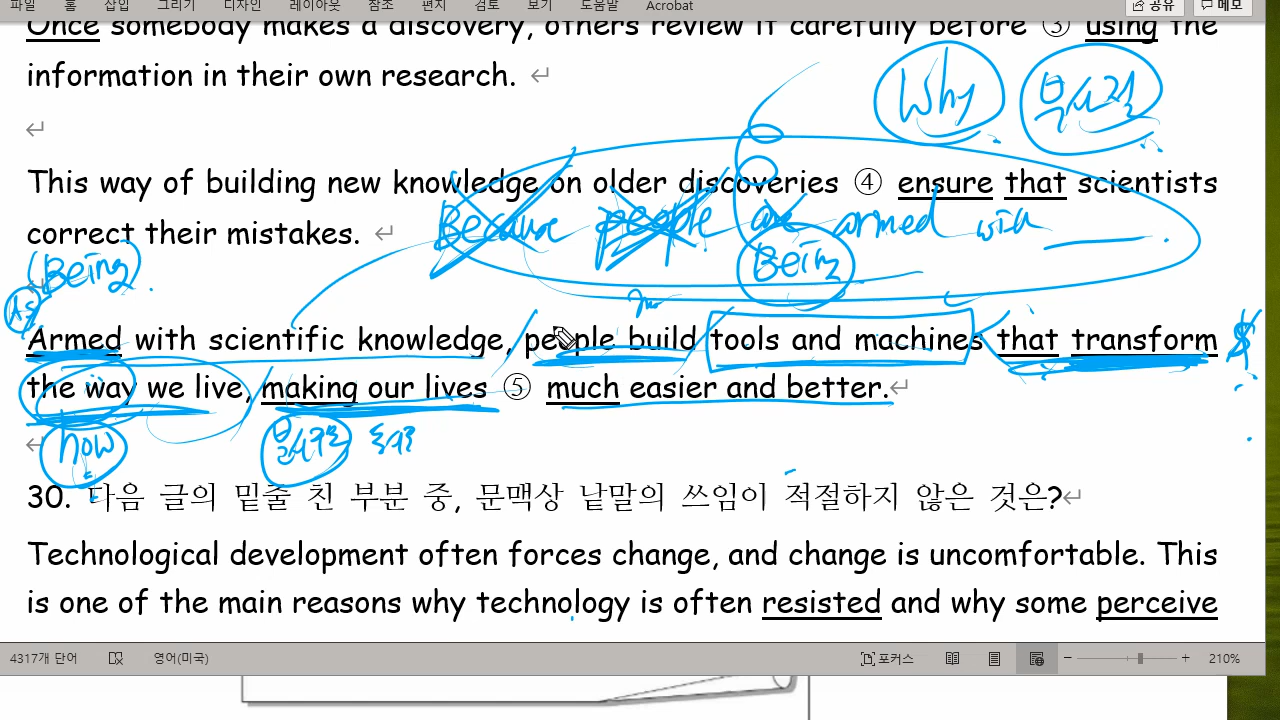 파일 홈 삽입 그리기 디자인 레이아웃 참조 편지 검토 보기 도움말 Acrobat 공유 메모
Once somebody makes a discovery, others review it carefully before ③ using the
information in their own research. ↵
Why 부사절
↵
This way of building new knowledge on older discoveries ④ ensure that scientists
Because people are armed with
correct their mistakes. ↵
(Being) Being
As
Armed with scientific knowledge, people build tools and machines that transform
the way we live, making our lives ⑤ much easier and better.↵
↵ how
30. 다음 글의 밑줄 친 부분 중, 문맥상 낱말의 쓰임이 적절하지 않은 것은?↵
Technological development often forces change, and change is uncomfortable. This
is one of the main reasons why technology is often resisted and why some perceive
4317개 단어 영어(미국) 포커스 210%